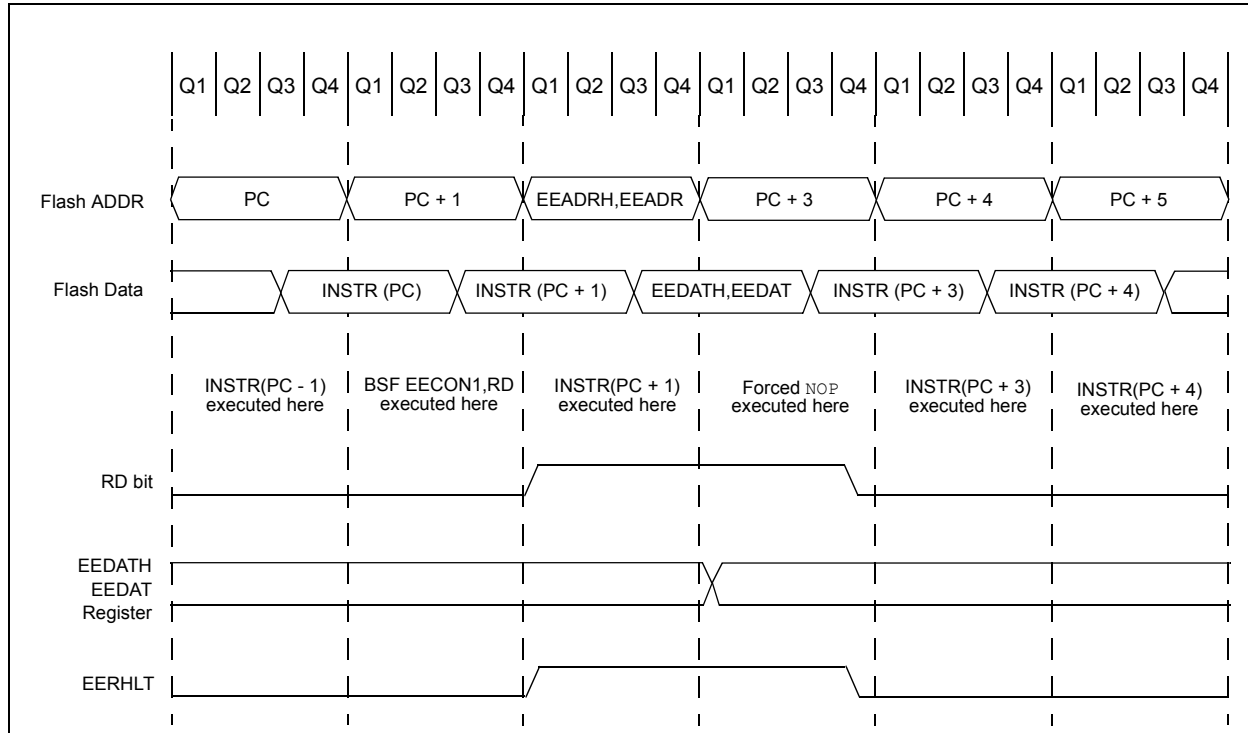 Q1 Q2 Q3 Q4 Q1 Q2 Q3 Q4 Q1 Q2 Q3 Q4 Q1 Q2 Q3 Q4 Q1 Q2 Q3 Q4 Q1 Q2 Q3 Q4
Flash ADDR PC PC + 1 EEADRH,EEADR PC + 3 PC + 4 PC + 5
Flash Data INSTR (PC) INSTR (PC + 1) EEDATH,EEDAT INSTR (PC + 3) INSTR (PC + 4)
INSTR(PC - 1)
executed here
BSF EECON1,RD
executed here
INSTR(PC + 1)
executed here
Forced NOP
executed here
INSTR(PC + 3)
executed here
INSTR(PC + 4)
executed here
RD bit
EEDATH
EEDAT
Register
EERHLT